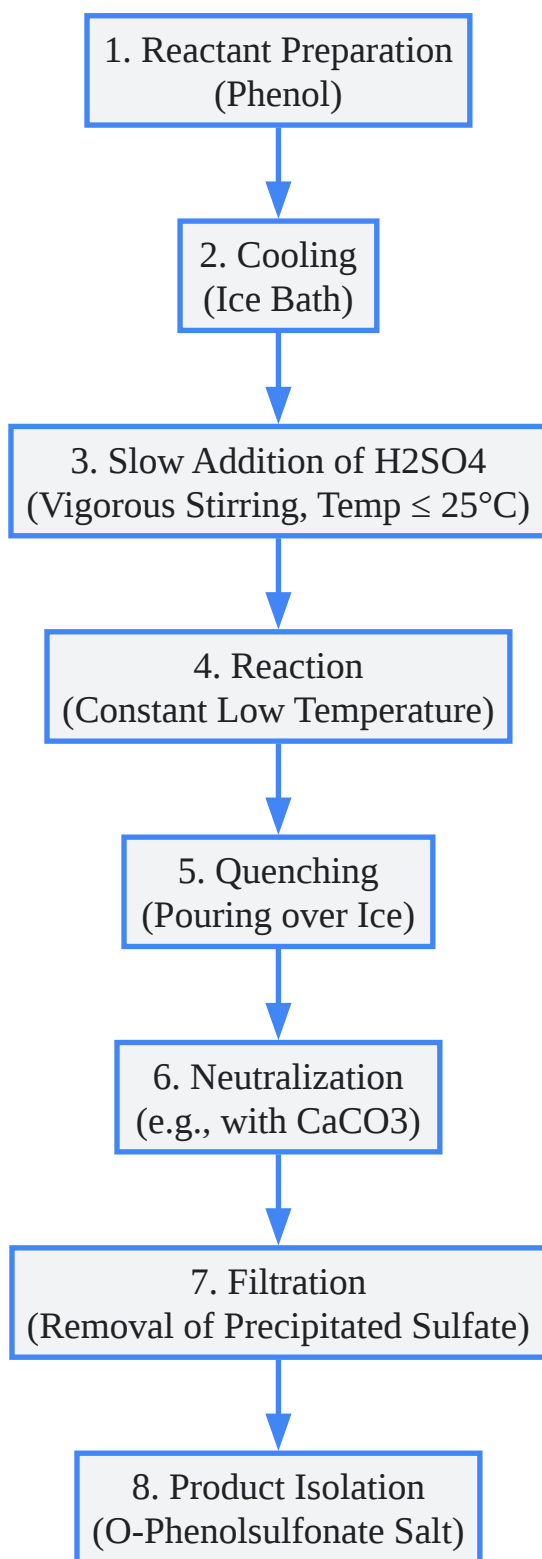 1. Reactant Preparation
(Phenol)
2. Cooling
(Ice Bath)
3. Slow Addition of H2SO4
(Vigorous Stirring, Temp ≤ 25°C)
4. Reaction
(Constant Low Temperature)
5. Quenching
(Pouring over Ice)
6. Neutralization
(e.g., with CaCO3)
7. Filtration
(Removal of Precipitated Sulfate)
8. Product Isolation
(O-Phenolsulfonate Salt)